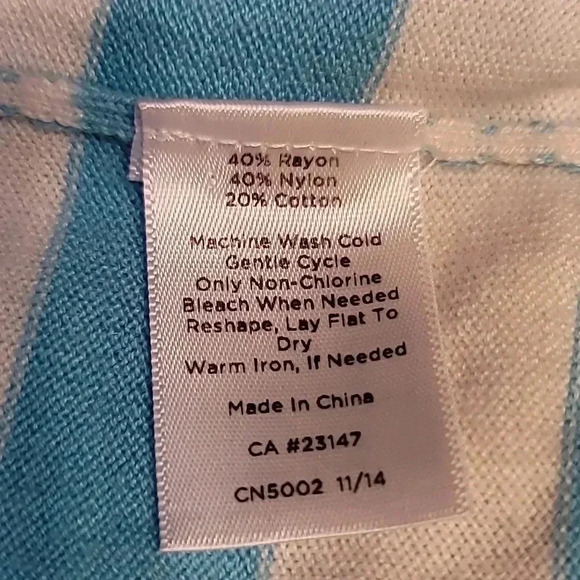 40% Rayon
40% Nylon
20% Cotton
Machine Wash Cold
Gentle Cycle
Only Non-Chlorine
Bleach When Needed
Reshape, Lay Flat To
Dry
Warm Iron, If Needed
Made In China
CA #23147
CN5002 11/14